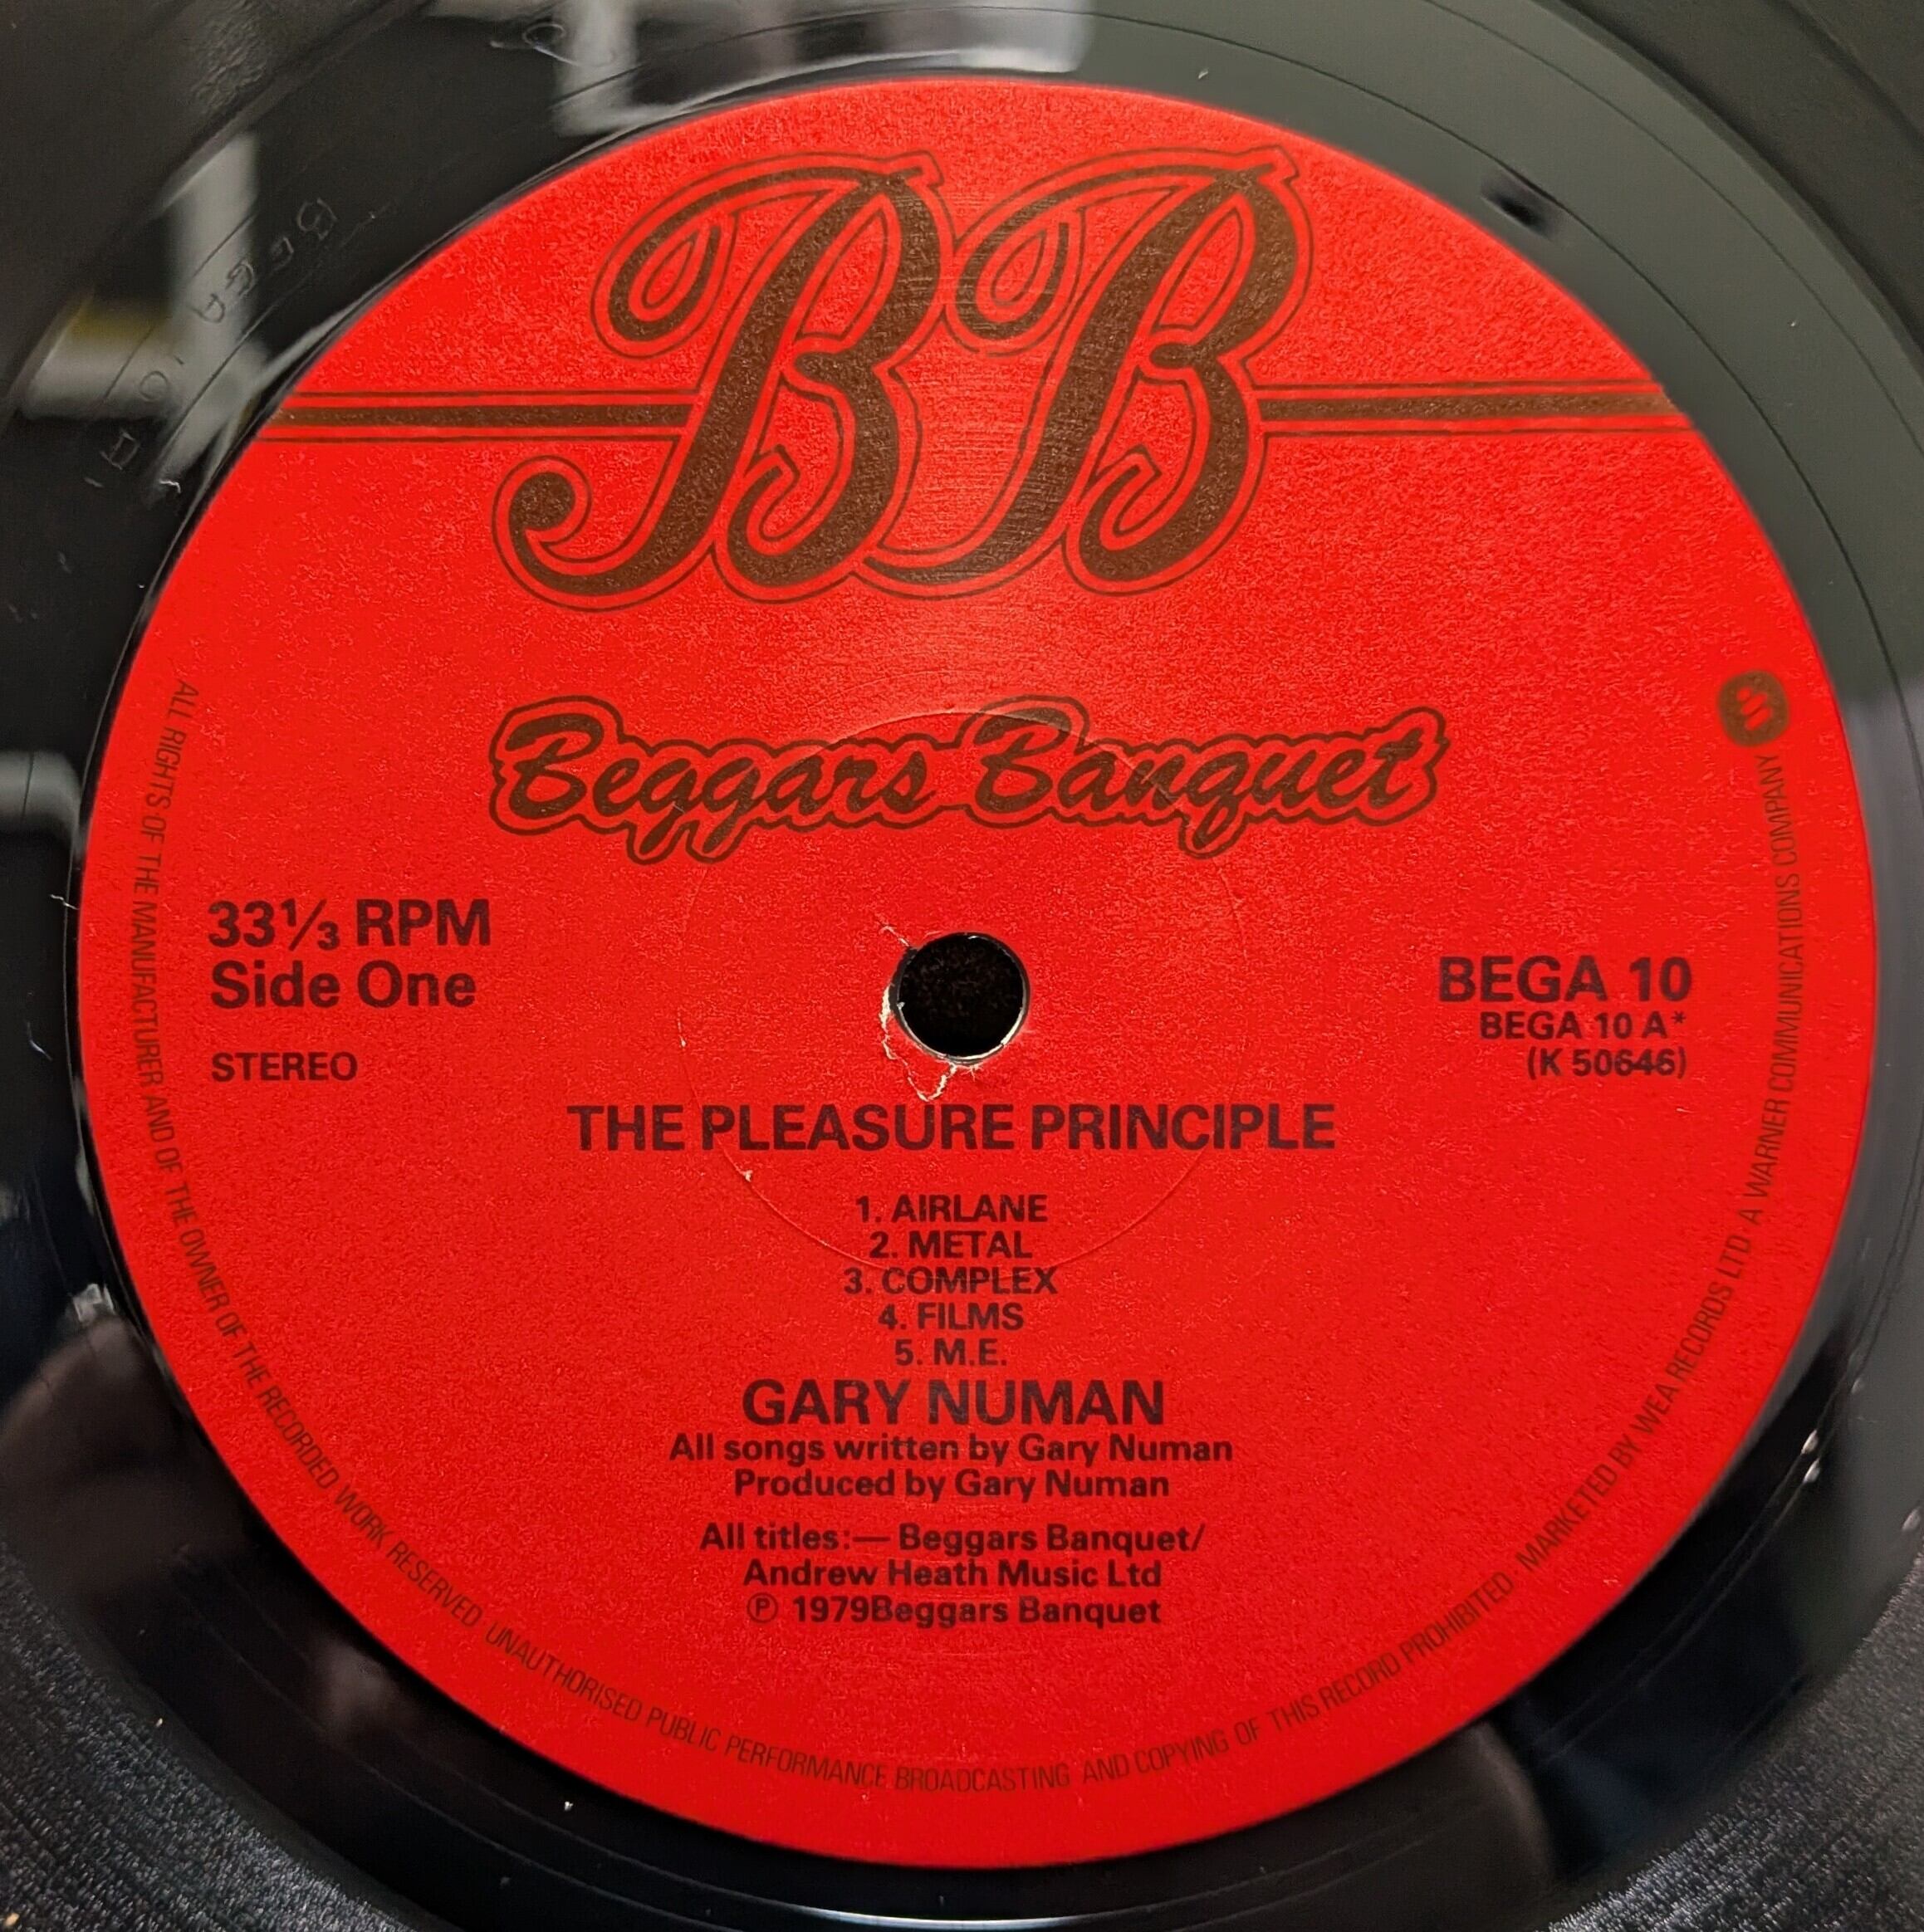 BB
Beggars Banquet
33⅓ RPM
Side One
STEREO
BEGA 10
BEGA 10 A*
(K 50646)
THE PLEASURE PRINCIPLE
1. AIRLANE
2. METAL
3. COMPLEX
4. FILMS
5. M.E.
GARY NUMAN
All songs written by Gary Numan
Produced by Gary Numan
All titles:— Beggars Banquet/
Andrew Heath Music Ltd
℗ 1979Beggars Banquet
ALL RIGHTS OF THE MANUFACTURER AND OF THE OWNER OF THE RECORDED WORK RESERVED UNAUTHORISED PUBLIC PERFORMANCE BROADCASTING AND COPYING OF THIS RECORD PROHIBITED · MARKETED BY WEA RECORDS LTD A WARNER COMMUNICATIONS COMPANY